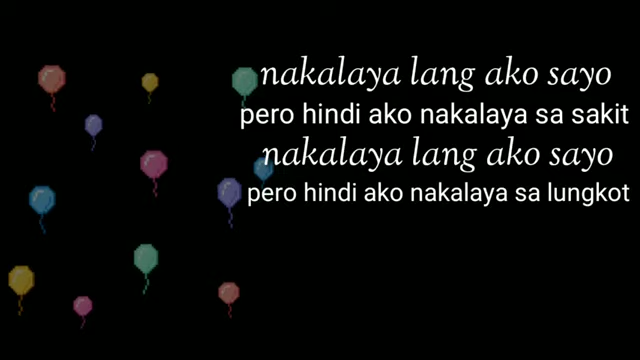 nakalaya lang ako sayo
pero hindi ako nakalaya sa sakit
nakalaya lang ako sayo
pero hindi ako nakalaya sa lungkot